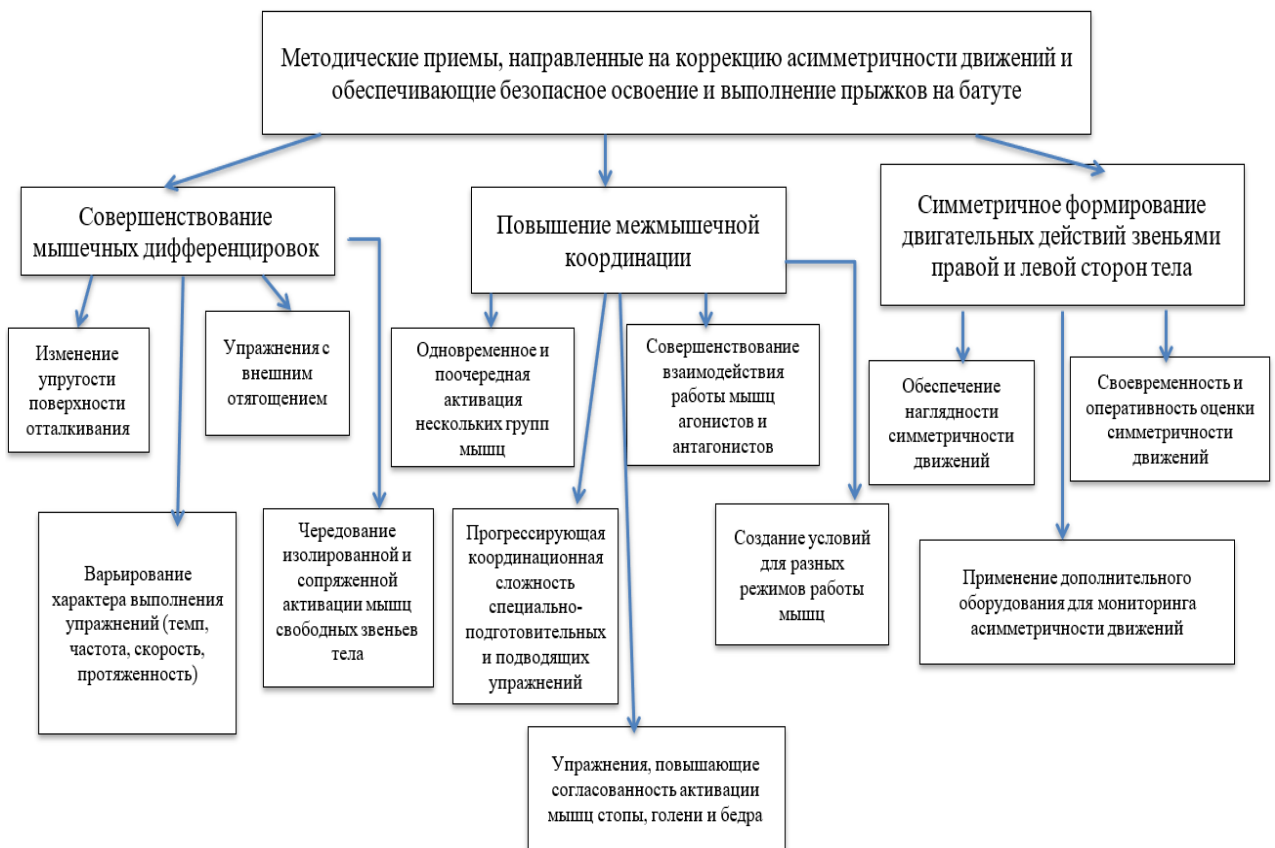 Методические приемы, направленные на коррекцию асимметричности движений и
обеспечивающие безопасное освоение и выполнение прыжков на батуте
Совершенствование
мышечных дифференцировок
Повышение межмышечной
координации
Симметричное формирование
двигательных действий звеньями
правой и левой сторон тела
Изменение
упругости
поверхности
отталкивания
Упражнения с
внешним
отягощением
Одновременное и
поочередная
активация
нескольких групп
мышц
Совершенствование
взаимодействия
работы мышц
агонистов и
антагонистов
Обеспечение
наглядности
симметричности
движений
Своевременность и
оперативность оценки
симметричности
движений
Варьирование
характера выполнения
упражнений (темп,
частота, скорость,
протяженность)
Чередование
изолированной и
сопряженной
активации мышц
свободных звеньев
тела
Прогрессирующая
координационная
сложность
специально-
подготовительных
и подводящих
упражнений
Создание условий
для разных
режимов работы
мышц
Применение дополнительного
оборудования для мониторинга
асимметричности движений
Упражнения, повышающие
согласованность активации
мышц стопы, голени и бедра